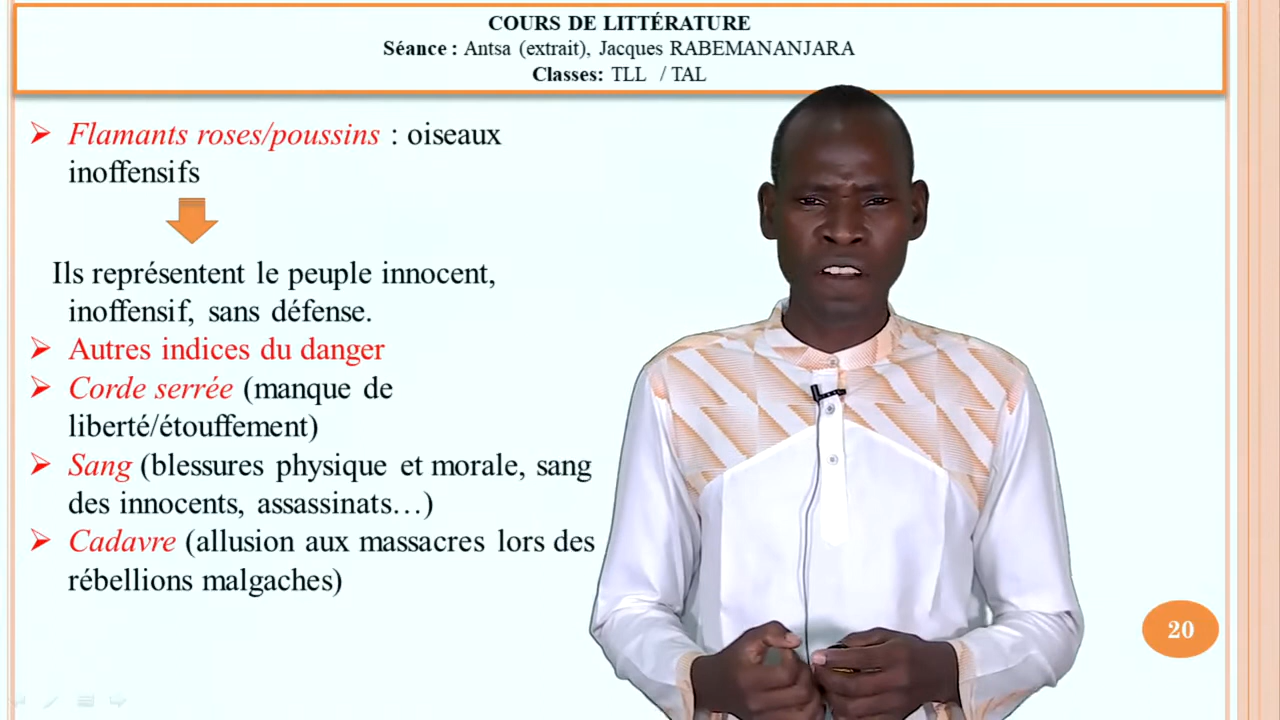 COURS DE LITTÉRATURE
Séance : Antsa (extrait), Jacques RABEMANANJARA
Classes: TLL / TAL
Flamants roses/poussins : oiseaux
inoffensifs
Ils représentent le peuple innocent,
inoffensif, sans défense.
Autres indices du danger
Corde serrée (manque de
liberté/étouffement)
Sang (blessures physique et morale, sang
des innocents, assassinats…)
Cadavre (allusion aux massacres lors des
rébellions malgaches)
20